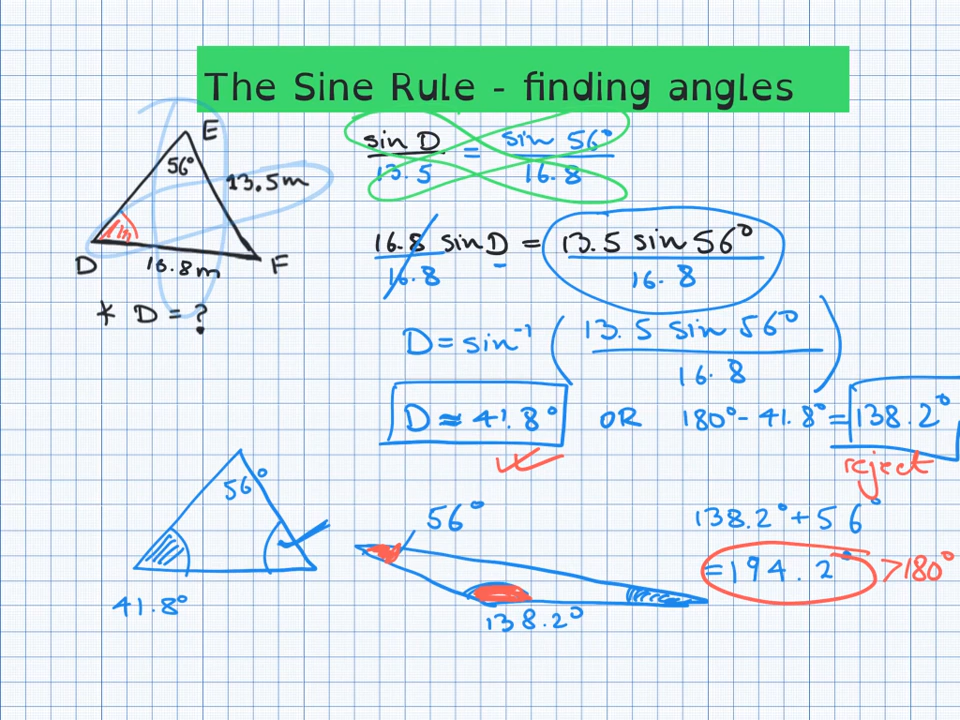 The Sine Rule - finding angles
E
56°
13.5m
D
16.8m
F
* D = ?
sin D / 13.5 = sin 56° / 16.8
16.8 sin D / 16.8 = 13.5 sin 56° / 16.8
D = sin⁻¹ ( 13.5 sin 56° / 16.8 )
D ≈ 41.8° OR 180° - 41.8° = 138.2°
reject
56°
41.8°
56°
138.2°
138.2° + 56°
= 194.2° > 180°